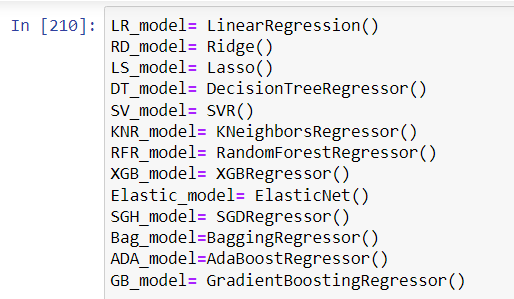 In [210]: LR_model= LinearRegression()
RD_model= Ridge()
LS_model= Lasso()
DT_model= DecisionTreeRegressor()
SV_model= SVR()
KNR_model= KNeighborsRegressor()
RFR_model= RandomForestRegressor()
XGB_model= XGBRegressor()
Elastic_model= ElasticNet()
SGH_model= SGDRegressor()
Bag_model=BaggingRegressor()
ADA_model=AdaBoostRegressor()
GB_model= GradientBoostingRegressor()